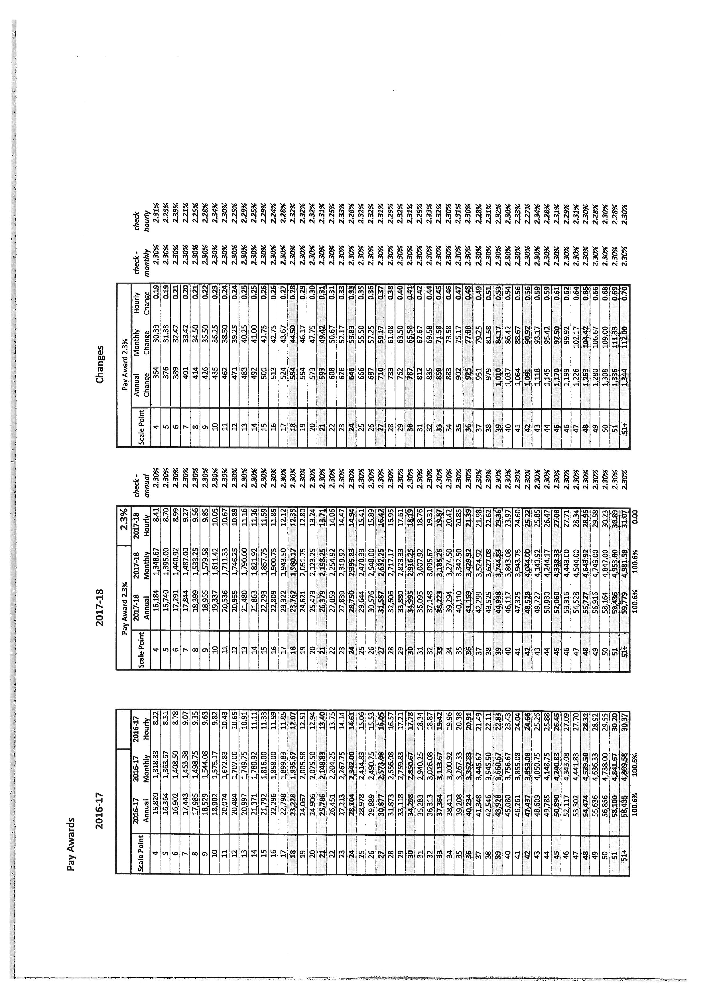 Pay Awards
2016-17 2017-18 Changes
Pay Award 2.3% 2.3% Pay Award 2.3%
Scale Point 2016-17 2016-17 2016-17 Scale Point 2017-18 2017-18 2017-18 check - Scale Point Annual Monthly Hourly check - check
Annual Monthly Hourly Annual Monthly Hourly annual Change Change Change monthly hourly
4 15,820 1,318.33 8.22 4 16,184 1,348.67 8.41 2.30% 4 364 30.33 0.19 2.30% 2.31%
5 16,364 1,363.67 8.51 5 16,740 1,395.00 8.70 2.30% 5 376 31.33 0.19 2.30% 2.23%
6 16,902 1,408.50 8.78 6 17,291 1,440.92 8.99 2.30% 6 389 32.42 0.21 2.30% 2.39%
7 17,443 1,453.58 9.07 7 17,844 1,487.00 9.27 2.30% 7 401 33.42 0.20 2.30% 2.21%
8 17,985 1,498.75 9.35 8 18,399 1,533.25 9.56 2.30% 8 414 34.50 0.21 2.30% 2.25%
9 18,529 1,544.08 9.63 9 18,955 1,579.58 9.85 2.30% 9 426 35.50 0.22 2.30% 2.28%
10 18,902 1,575.17 9.82 10 19,337 1,611.42 10.05 2.30% 10 435 36.25 0.23 2.30% 2.34%
11 20,074 1,672.83 10.43 11 20,536 1,711.33 10.67 2.30% 11 462 38.50 0.24 2.30% 2.30%
12 20,484 1,707.00 10.65 12 20,955 1,746.25 10.89 2.30% 12 471 39.25 0.24 2.30% 2.25%
13 20,997 1,749.75 10.91 13 21,480 1,790.00 11.16 2.30% 13 483 40.25 0.25 2.30% 2.29%
14 21,371 1,780.92 11.11 14 21,863 1,821.92 11.36 2.30% 14 492 41.00 0.25 2.30% 2.25%
15 21,792 1,816.00 11.33 15 22,293 1,857.75 11.59 2.30% 15 501 41.75 0.26 2.30% 2.29%
16 22,296 1,858.00 11.59 16 22,809 1,900.75 11.85 2.30% 16 513 42.75 0.26 2.30% 2.24%
17 22,798 1,899.83 11.85 17 23,322 1,943.50 12.12 2.30% 17 524 43.67 0.27 2.30% 2.28%
18 23,228 1,935.67 12.07 18 23,762 1,980.17 12.35 2.30% 18 534 44.50 0.28 2.30% 2.32%
19 24,067 2,005.58 12.51 19 24,621 2,051.75 12.80 2.30% 19 554 46.17 0.29 2.30% 2.32%
20 24,906 2,075.50 12.94 20 25,479 2,123.25 13.24 2.30% 20 573 47.75 0.30 2.30% 2.32%
21 25,786 2,148.83 13.40 21 26,379 2,198.25 13.71 2.30% 21 593 49.42 0.31 2.30% 2.31%
22 26,451 2,204.25 13.75 22 27,059 2,254.92 14.06 2.30% 22 608 50.67 0.31 2.30% 2.25%
23 27,213 2,267.75 14.14 23 27,839 2,319.92 14.47 2.30% 23 626 52.17 0.33 2.30% 2.33%
24 28,104 2,342.00 14.61 24 28,750 2,395.83 14.94 2.30% 24 646 53.83 0.33 2.30% 2.26%
25 28,978 2,414.83 15.06 25 29,644 2,470.33 15.41 2.30% 25 666 55.50 0.35 2.30% 2.32%
26 29,889 2,490.75 15.53 26 30,576 2,548.00 15.89 2.30% 26 687 57.25 0.36 2.30% 2.32%
27 30,877 2,573.08 16.05 27 31,587 2,632.25 16.42 2.30% 27 710 59.17 0.37 2.30% 2.31%
28 31,873 2,656.08 16.57 28 32,606 2,717.17 16.95 2.30% 28 733 61.08 0.38 2.30% 2.29%
29 33,118 2,759.83 17.21 29 33,880 2,823.33 17.61 2.30% 29 762 63.50 0.40 2.30% 2.32%
30 34,208 2,850.67 17.78 30 34,995 2,916.25 18.19 2.30% 30 787 65.58 0.41 2.30% 2.31%
31 35,283 2,940.25 18.34 31 36,095 3,007.92 18.76 2.30% 31 812 67.67 0.42 2.30% 2.29%
32 36,313 3,026.08 18.87 32 37,148 3,095.67 19.31 2.30% 32 835 69.58 0.44 2.30% 2.33%
33 37,364 3,113.67 19.42 33 38,223 3,185.25 19.87 2.30% 33 859 71.58 0.45 2.30% 2.32%
34 38,411 3,200.92 19.96 34 39,294 3,274.50 20.42 2.30% 34 883 73.58 0.46 2.30% 2.30%
35 39,208 3,267.33 20.38 35 40,110 3,342.50 20.85 2.30% 35 902 75.17 0.47 2.30% 2.31%
36 40,234 3,352.83 20.91 36 41,159 3,429.92 21.39 2.30% 36 925 77.08 0.48 2.30% 2.30%
37 41,348 3,445.67 21.49 37 42,299 3,524.92 21.98 2.30% 37 951 79.25 0.49 2.30% 2.28%
38 42,546 3,545.50 22.11 38 43,525 3,627.08 22.62 2.30% 38 979 81.58 0.51 2.30% 2.31%
39 43,928 3,660.67 22.83 39 44,938 3,744.83 23.36 2.30% 39 1,010 84.17 0.53 2.30% 2.32%
40 45,080 3,756.67 23.43 40 46,117 3,843.08 23.97 2.30% 40 1,037 86.42 0.54 2.30% 2.30%
41 46,261 3,855.08 24.04 41 47,325 3,943.75 24.60 2.30% 41 1,064 88.67 0.56 2.30% 2.33%
42 47,437 3,953.08 24.66 42 48,528 4,044.00 25.22 2.30% 42 1,091 90.92 0.56 2.30% 2.27%
43 48,609 4,050.75 25.26 43 49,727 4,143.92 25.85 2.30% 43 1,118 93.17 0.59 2.30% 2.34%
44 49,785 4,148.75 25.88 44 50,930 4,244.17 26.47 2.30% 44 1,145 95.42 0.59 2.30% 2.28%
45 50,890 4,240.83 26.45 45 52,060 4,338.33 27.06 2.30% 45 1,170 97.50 0.61 2.30% 2.31%
46 52,117 4,343.08 27.09 46 53,316 4,443.00 27.71 2.30% 46 1,199 99.92 0.62 2.30% 2.29%
47 53,302 4,441.83 27.70 47 54,528 4,544.00 28.34 2.30% 47 1,226 102.17 0.64 2.30% 2.31%
48 54,474 4,539.50 28.31 48 55,727 4,643.92 28.96 2.30% 48 1,253 104.42 0.65 2.30% 2.30%
49 55,636 4,636.33 28.92 49 56,916 4,743.00 29.58 2.30% 49 1,280 106.67 0.66 2.30% 2.28%
50 56,856 4,738.00 29.55 50 58,164 4,847.00 30.23 2.30% 50 1,308 109.00 0.68 2.30% 2.30%
51 58,100 4,841.67 30.20 51 59,436 4,953.00 30.89 2.30% 51 1,336 111.33 0.69 2.30% 2.28%
51+ 58,435 4,869.58 30.37 51+ 59,779 4,981.58 31.07 2.30% 51+ 1,344 112.00 0.70 2.30% 2.30%
100.6% 100.6% 100.6% 100.6% 0.00